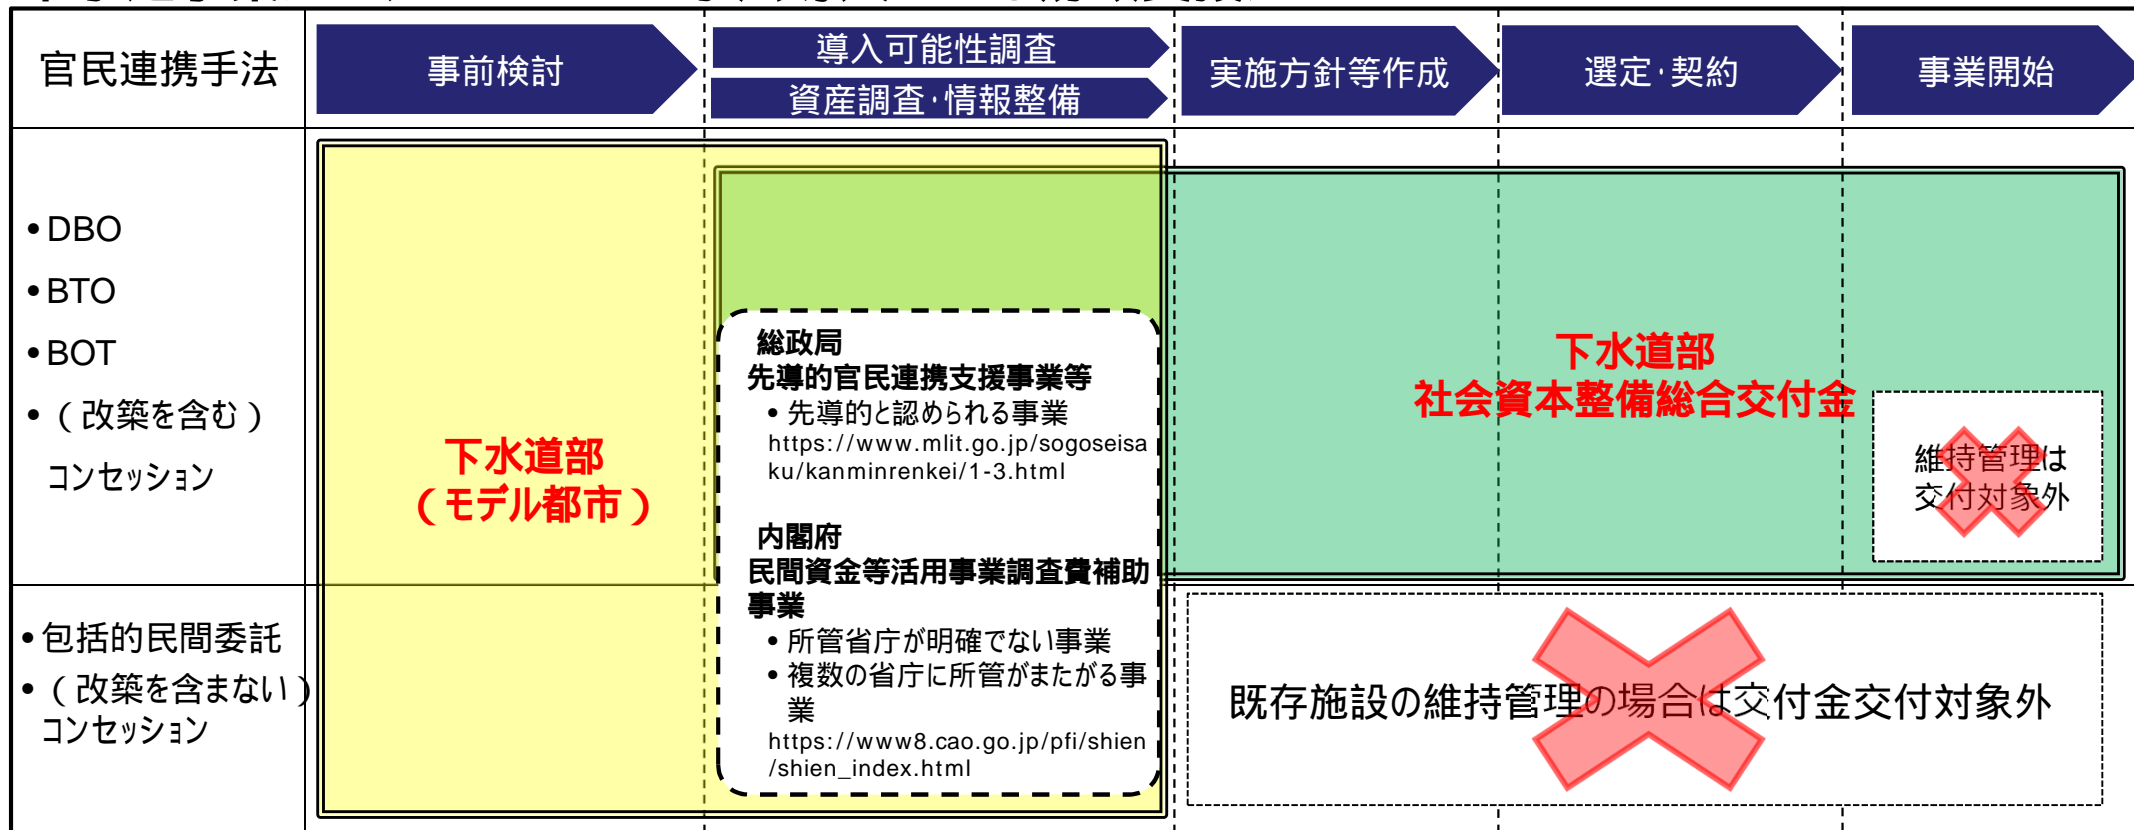 官民連携手法
事前検討
導入可能性調査
資産調査・情報整備
実施方針等作成
選定・契約
事業開始
•DBO
•BTO
•BOT
•（改築を含む）
コンセッション
下水道部
（モデル都市）
総政局
先導的官民連携支援事業等
•先導的と認められる事業
https://www.mlit.go.jp/sogoseisa
ku/kanminrenkei/1-3.html
内閣府
民間資金等活用事業調査費補助
事業
•所管省庁が明確でない事業
•複数の省庁に所管がまたがる事
業
https://www8.cao.go.jp/pfi/shien
/shien_index.html
下水道部
社会資本整備総合交付金
維持管理は
交付対象外
•包括的民間委託
•（改築を含まない）
コンセッション
既存施設の維持管理の場合は交付金交付対象外